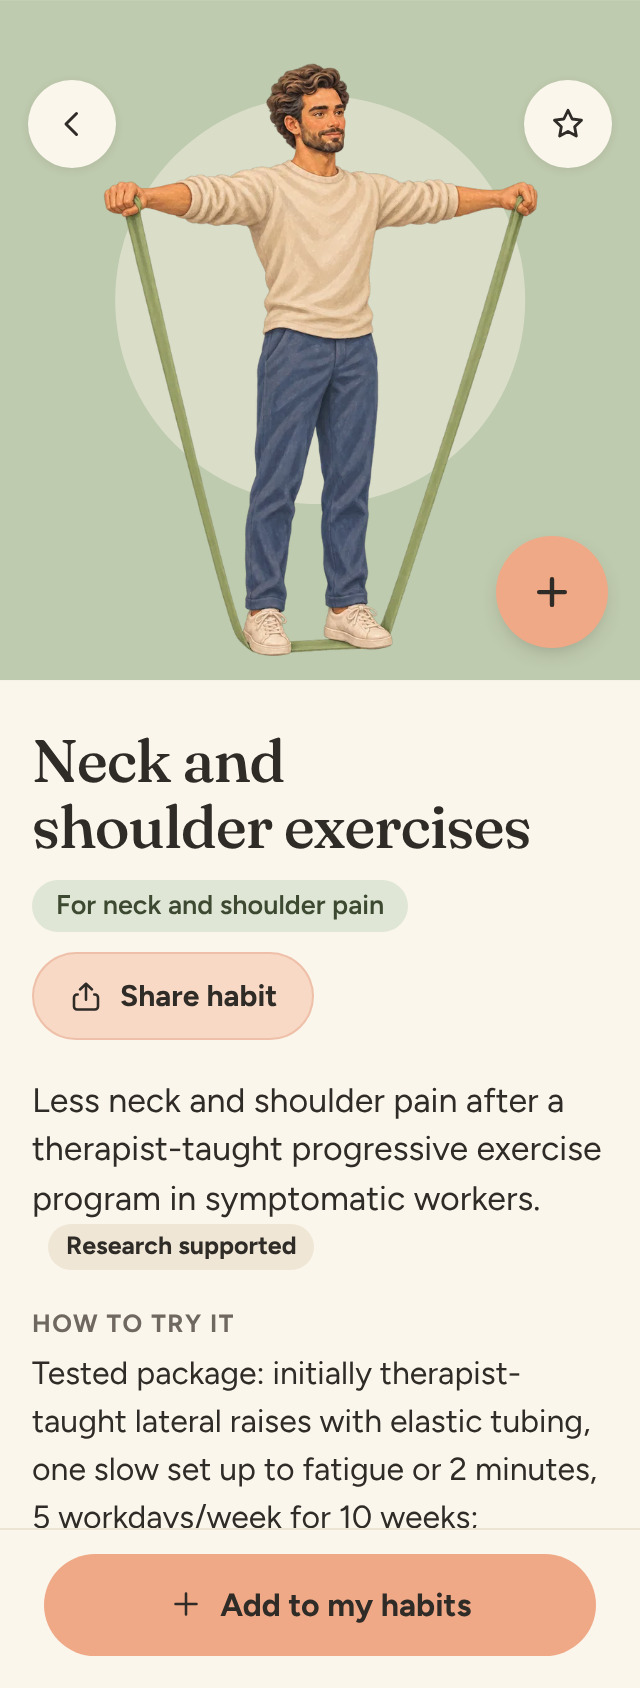 Neck and
shoulder exercises
For neck and shoulder pain
Share habit
Less neck and shoulder pain after a
therapist-taught progressive exercise
program in symptomatic workers.
Research supported
HOW TO TRY IT
Tested package: initially therapist-
taught lateral raises with elastic tubing,
one slow set up to fatigue or 2 minutes,
5 workdays/week for 10 weeks;
Add to my habits